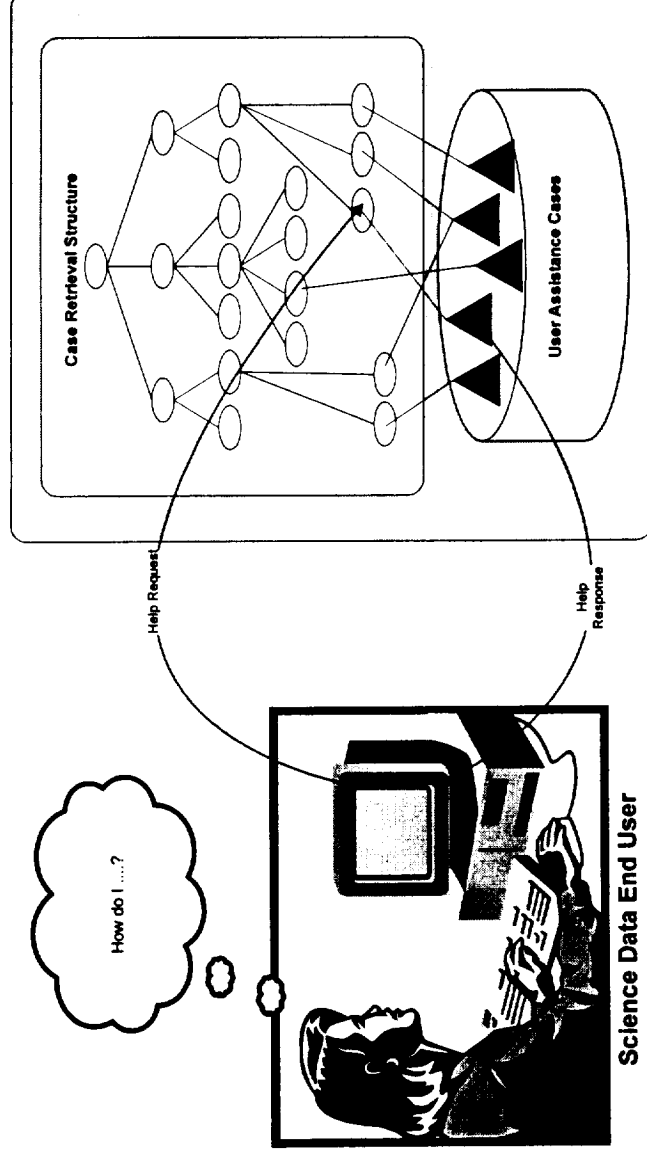 How do I .....?
Science Data End User
Help Request
Help
Response
Case Retrieval Structure
User Assistance Cases